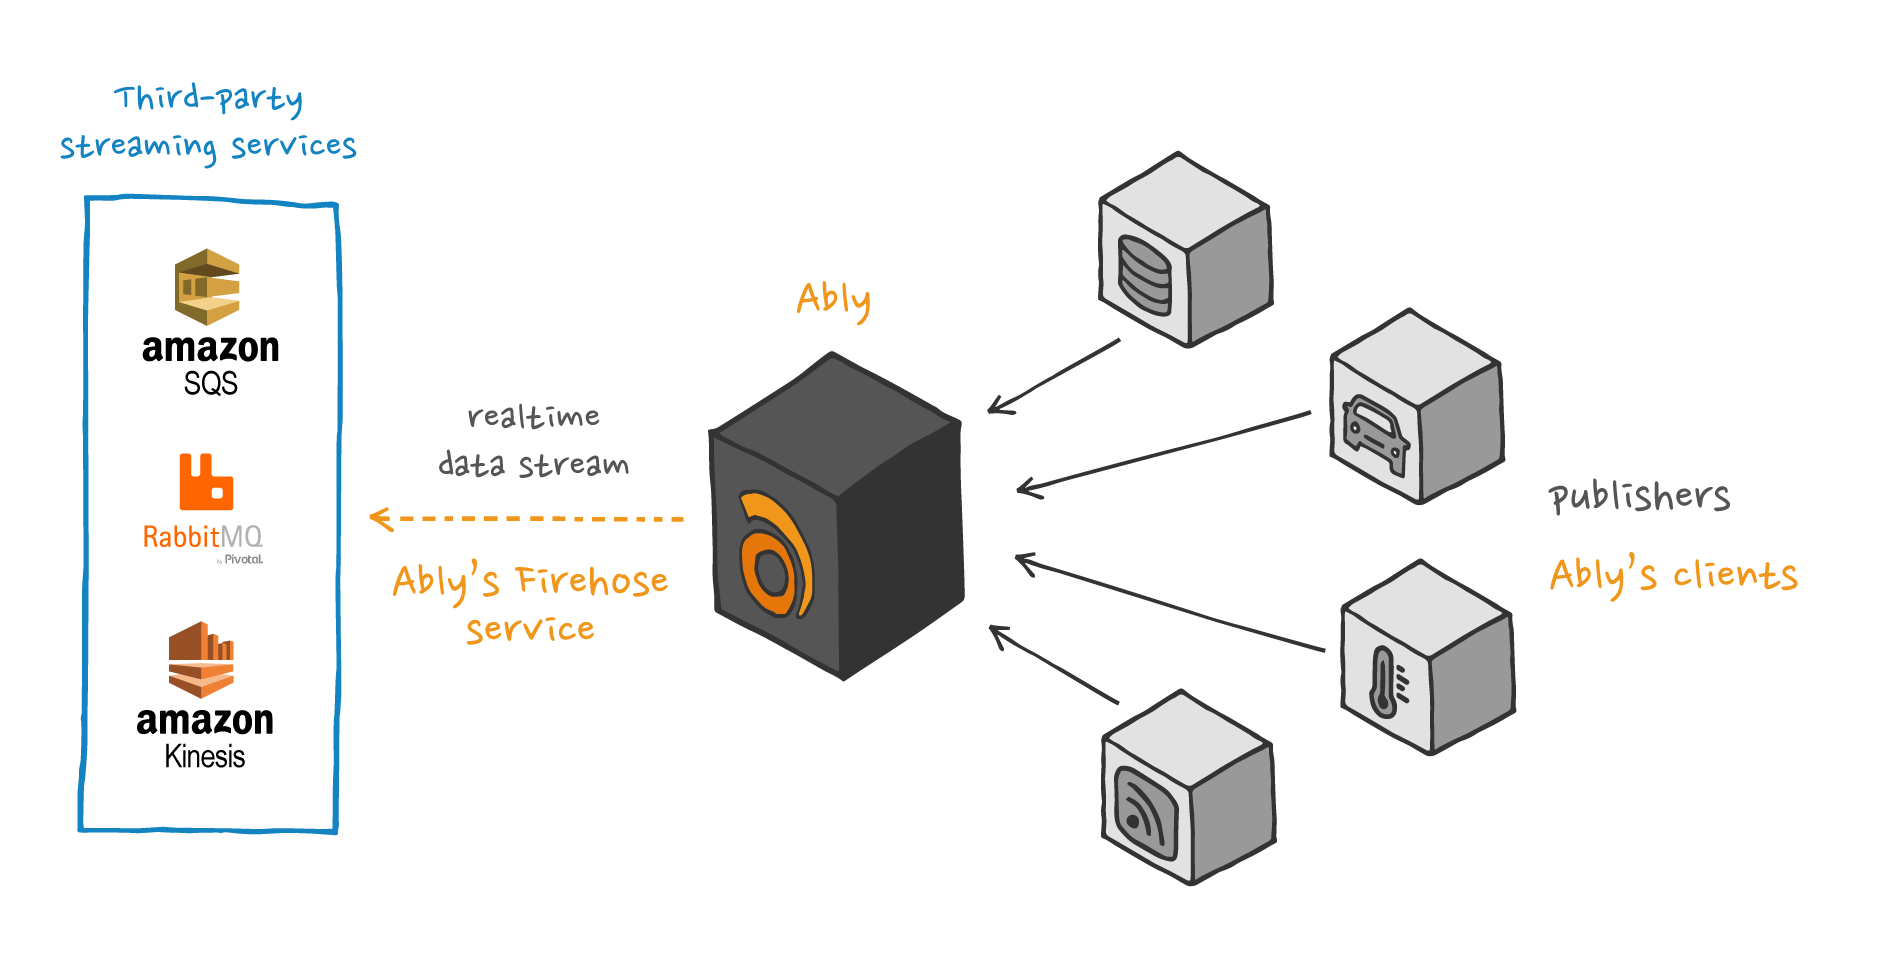 Third-party
streaming services
amazon
SQS
RabbitMQ
by Pivotal.
amazon
Kinesis
realtime
data stream
Ably's Firehose
service
Ably
publishers
Ably's clients